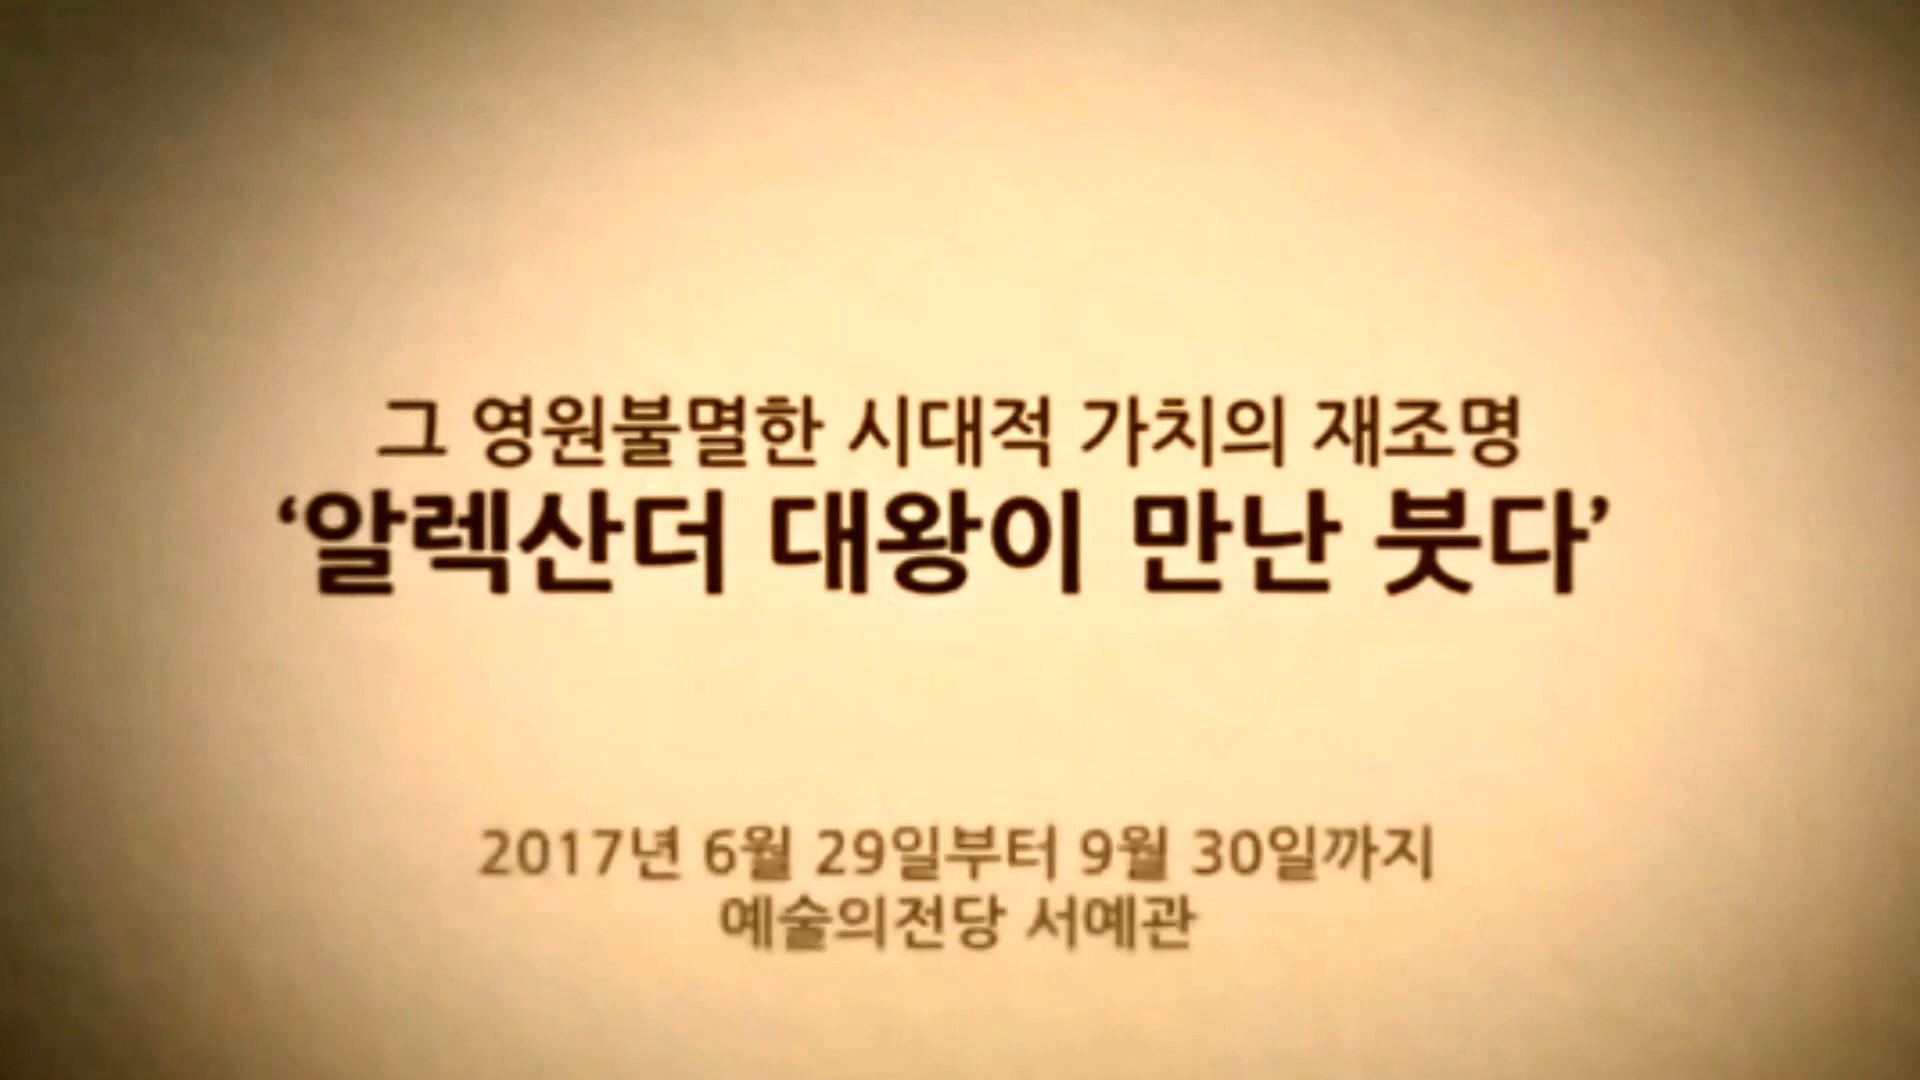 그 영원불멸한 시대적 가치의 재조명
‘알렉산더 대왕이 만난 붓다’
2017년 6월 29일부터 9월 30일까지
예술의전당 서예관